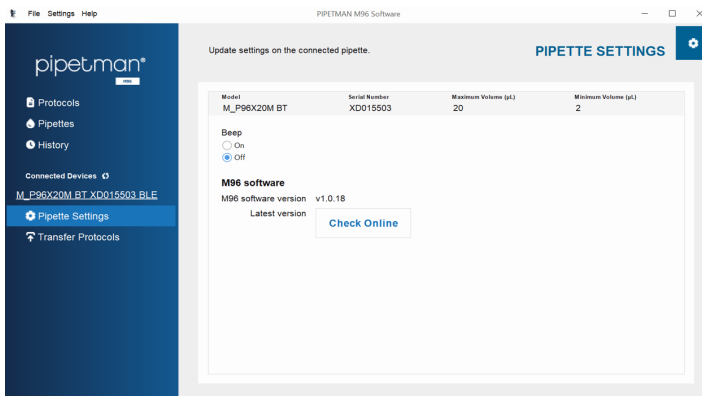 File Settings Help
PIPETMAN M96 Software
pipetman®
M96
Protocols
Pipettes
History
Connected Devices
M_P96X20M BT XD015503 BLE
Pipette Settings
Transfer Protocols
Update settings on the connected pipette.
PIPETTE SETTINGS
Model Serial Number Maximum Volume (µL) Minimum Volume (µL)
M_P96X20M BT XD015503 20 2
Beep
On
Off
M96 software
M96 software version v1.0.18
Latest version
Check Online